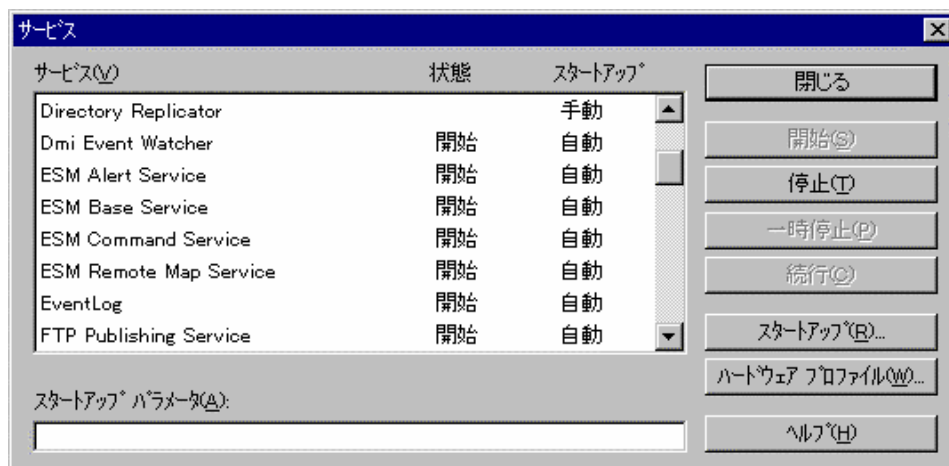 サービス
サービス(V) 状態 スタートアップ
Directory Replicator 手動
Dmi Event Watcher 開始 自動
ESM Alert Service 開始 自動
ESM Base Service 開始 自動
ESM Command Service 開始 自動
ESM Remote Map Service 開始 自動
EventLog 開始 自動
FTP Publishing Service 開始 自動
スタートアップ パラメータ(A):
閉じる
開始(S)
停止(T)
一時停止(P)
続行(C)
スタートアップ(R)...
ハードウェア プロファイル(W)...
ヘルプ(H)